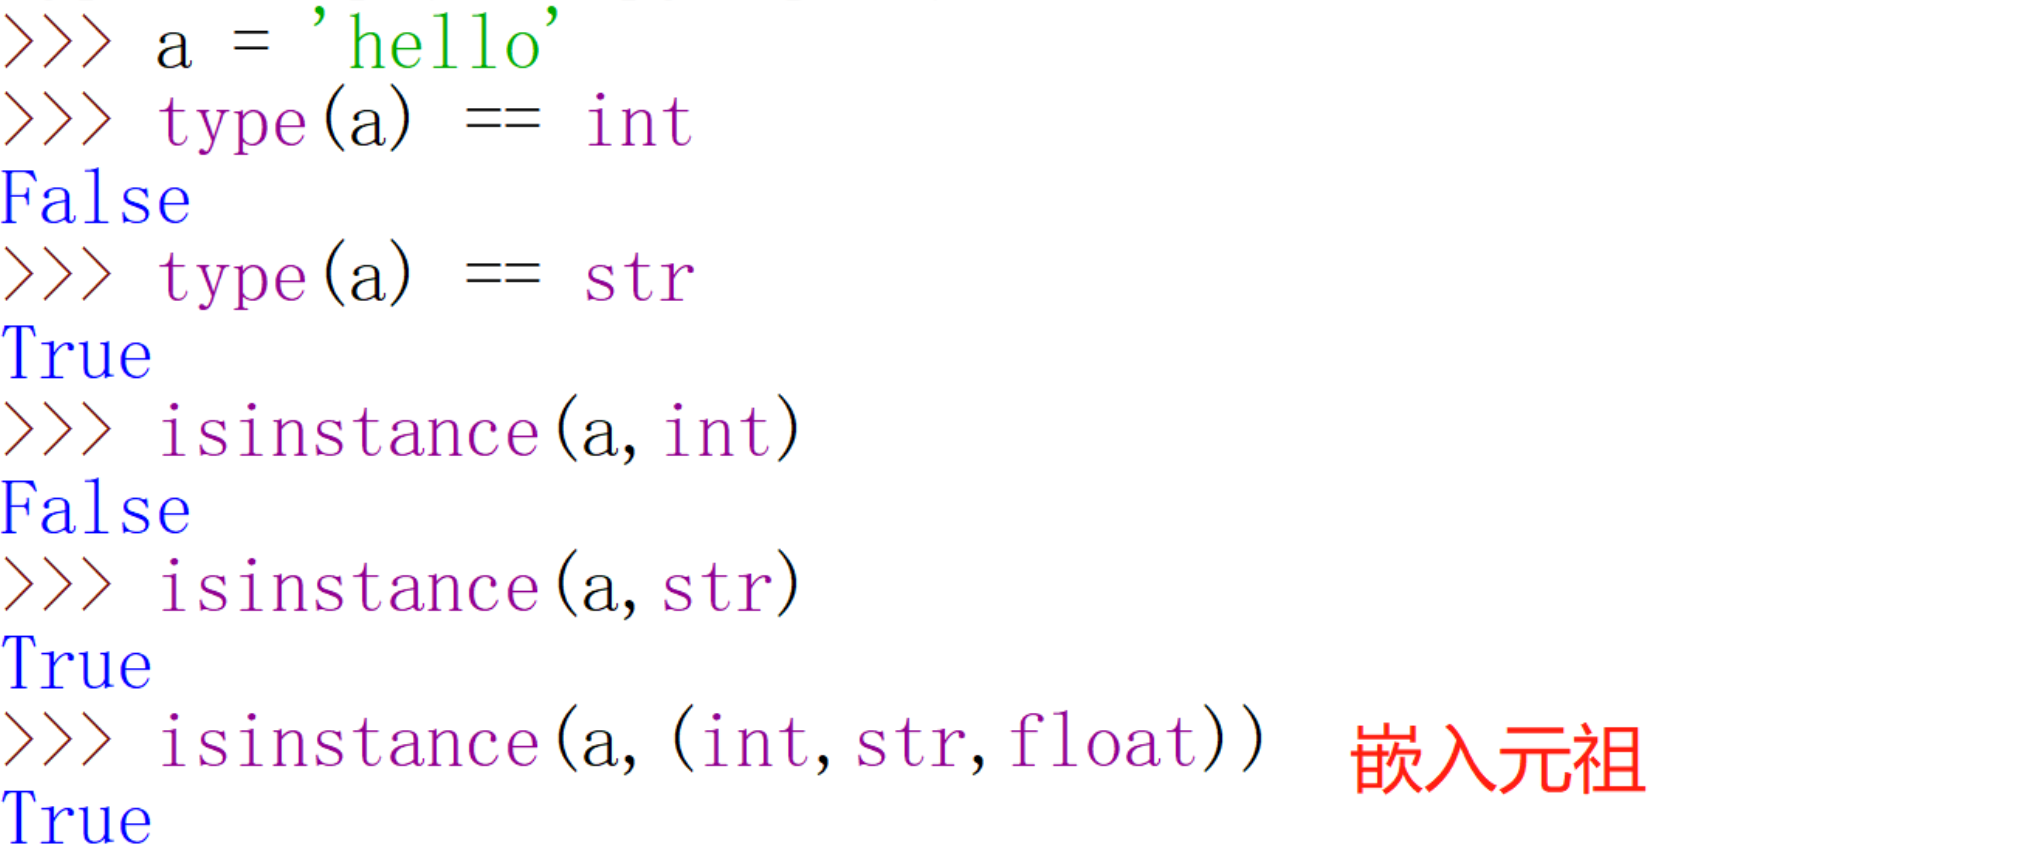 >>> a = 'hello'
>>> type(a) == int
False
>>> type(a) == str
True
>>> isinstance(a,int)
False
>>> isinstance(a,str)
True
>>> isinstance(a,(int,str,float)) 嵌入元祖
True